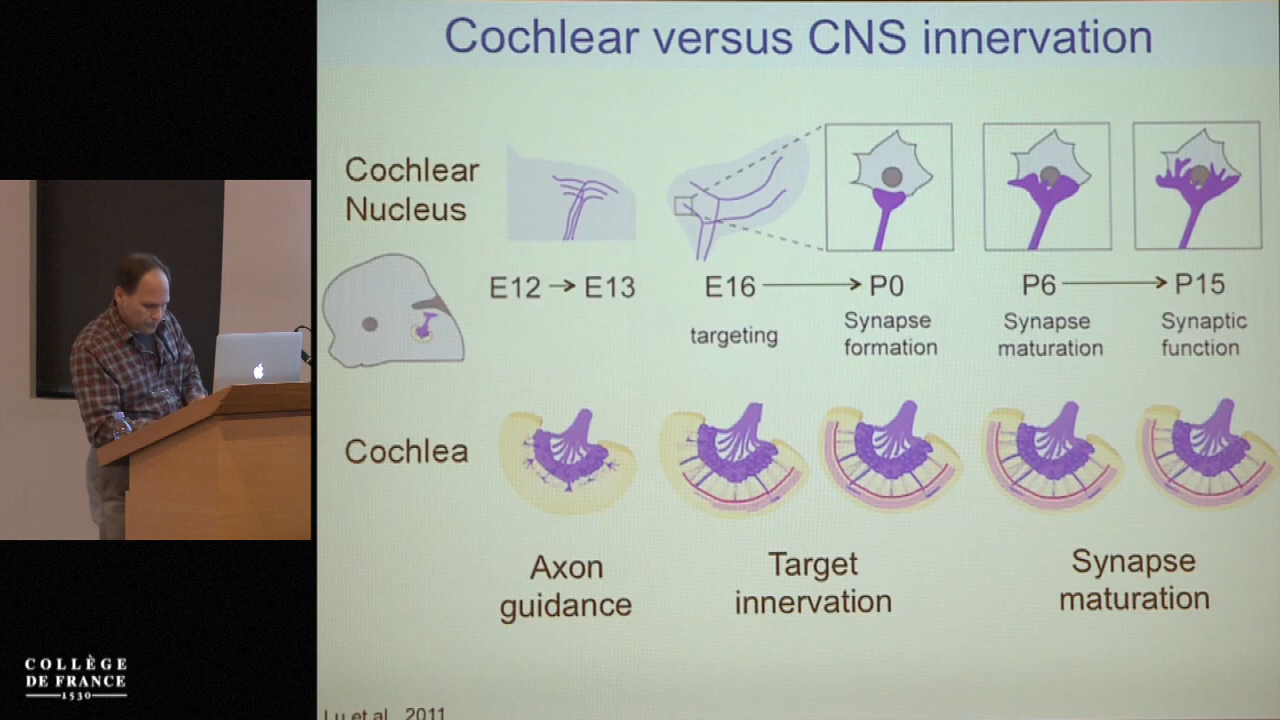 Cochlear versus CNS innervation
Cochlear
Nucleus
E12 → E13
E16 → P0
P6 → P15
targeting
Synapse
formation
Synapse
maturation
Synaptic
function
Cochlea
Axon
guidance
Target
innervation
Synapse
maturation
Lu et al., 2011
COLLÈGE
DE FRANCE
1530